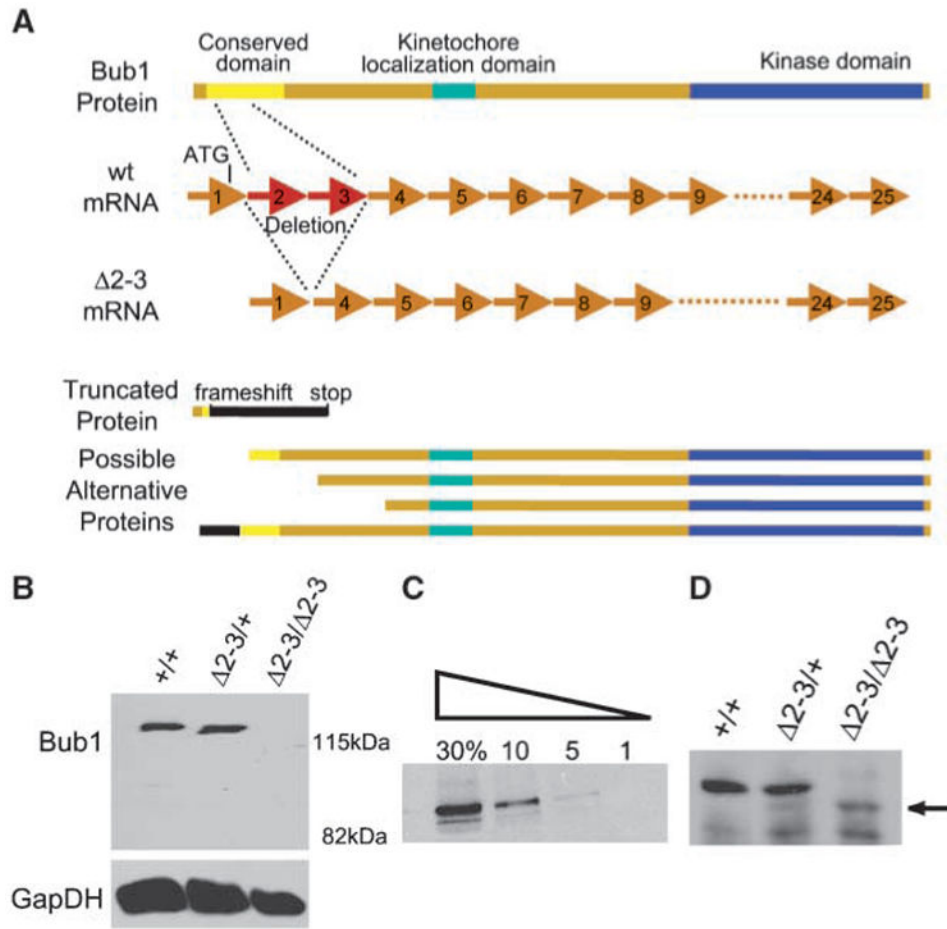 A
Conserved domain
Kinetochore localization domain
Kinase domain
Bub1 Protein
ATG
wt mRNA
1 2 3 4 5 6 7 8 9 24 25
Deletion
Δ2-3 mRNA
1 4 5 6 7 8 9 24 25
Truncated Protein
frameshift stop
Possible Alternative Proteins
B
+/+ Δ2-3/+ Δ2-3/Δ2-3
Bub1
115kDa
82kDa
GapDH
C
30% 10 5 1
D
+/+ Δ2-3/+ Δ2-3/Δ2-3